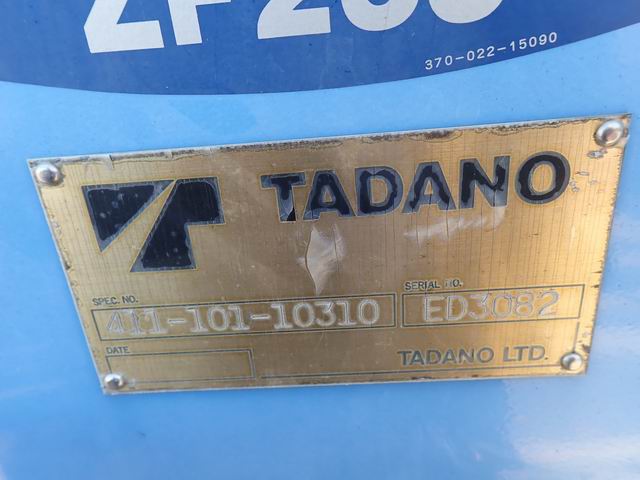 370-022-15090
TADANO
SPEC. NO.
411-101-10310
SERIAL NO.
ED3082
DATE
TADANO LTD.